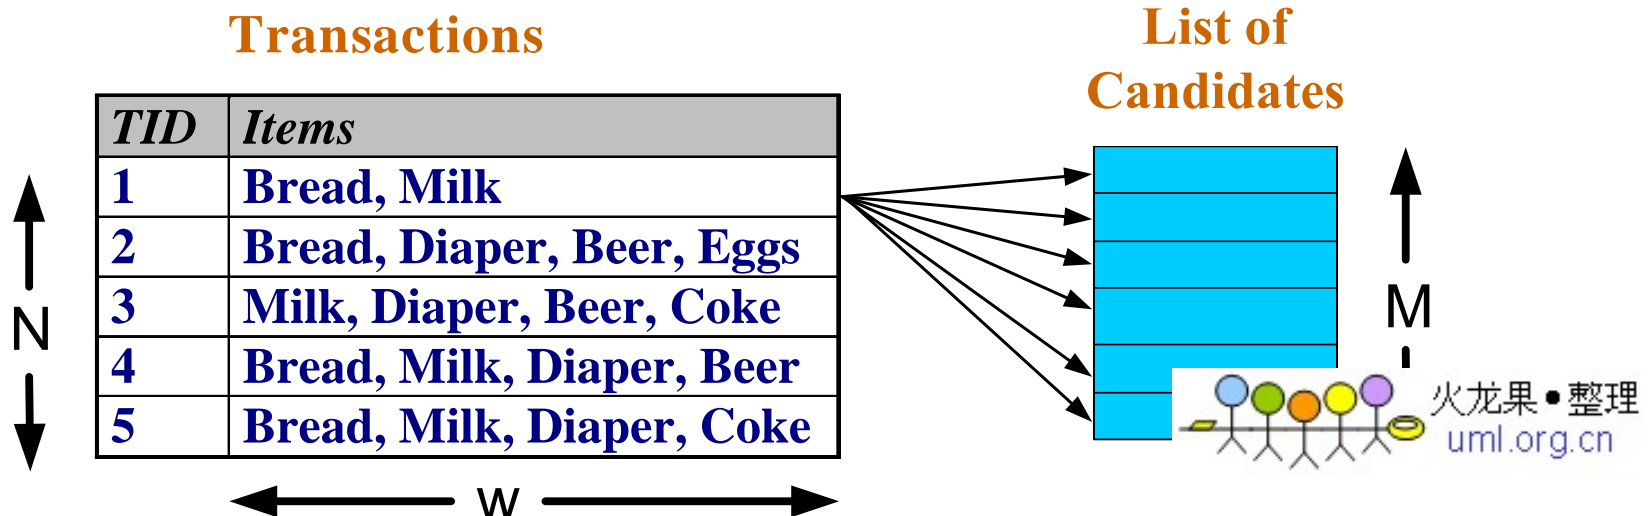 Transactions
List of
Candidates
TID Items
1 Bread, Milk
2 Bread, Diaper, Beer, Eggs
3 Milk, Diaper, Beer, Coke
4 Bread, Milk, Diaper, Beer
5 Bread, Milk, Diaper, Coke
N
M
w
火龙果•整理
uml.org.cn